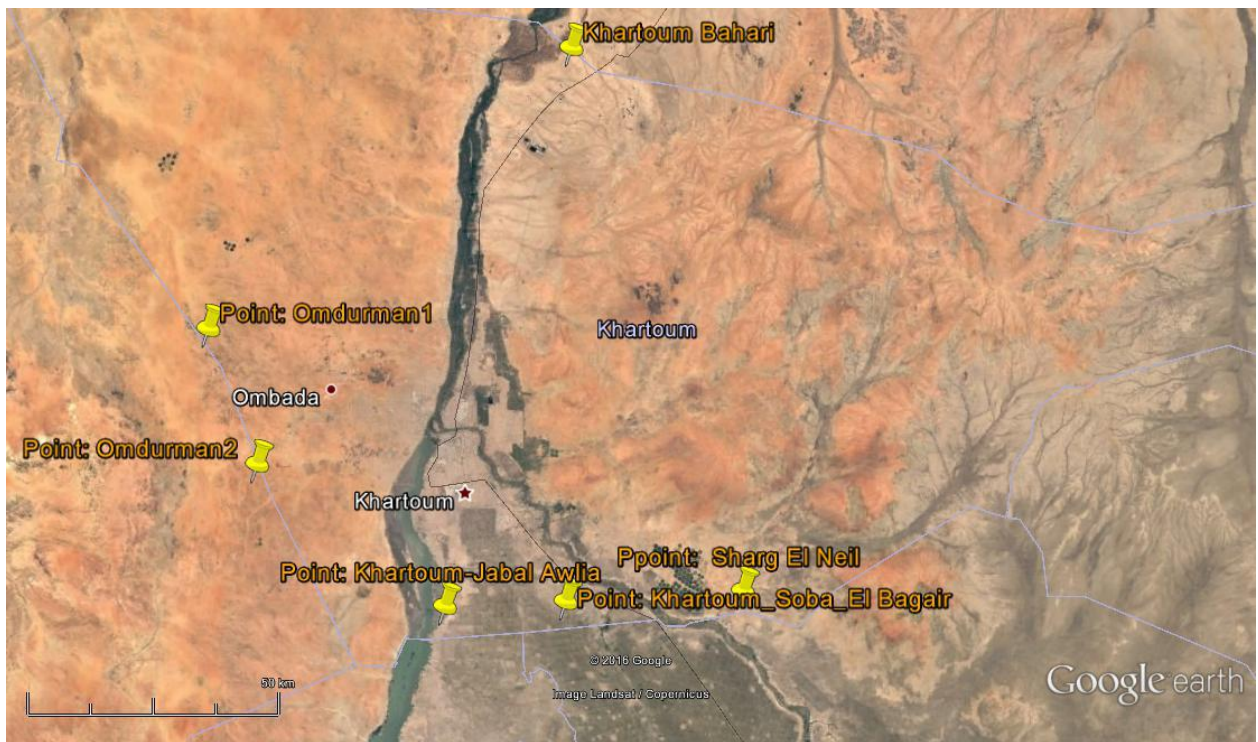 Khartoum Bahari
Point: Omdurman1
Khartoum
Ombada
Point: Omdurman2
Khartoum
Ppoint: Sharg El Neil
Point: Khartoum-Jabal Awlia
Point: Khartoum_Soba_El Bagair
© 2016 Google
50 km
Image Landsat / Copernicus
Google earth